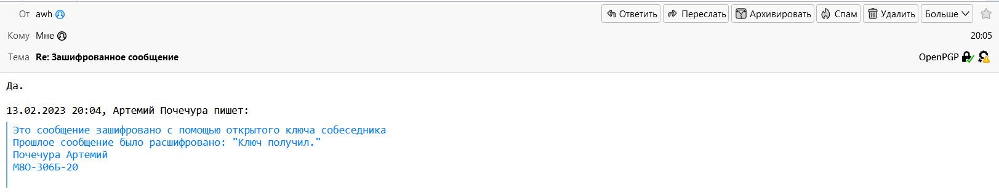 От awh Ответить Переслать Архивировать Спам Удалить Больше
Кому Мне 20:05
Тема Re: Зашифрованное сообщение OpenPGP
Да.
13.02.2023 20:04, Артемий Почечура пишет:
Это сообщение зашифровано с помощью открытого ключа собеседника
Прошлое сообщение было расшифровано: "Ключ получил."
Почечура Артемий
М8О-306Б-20